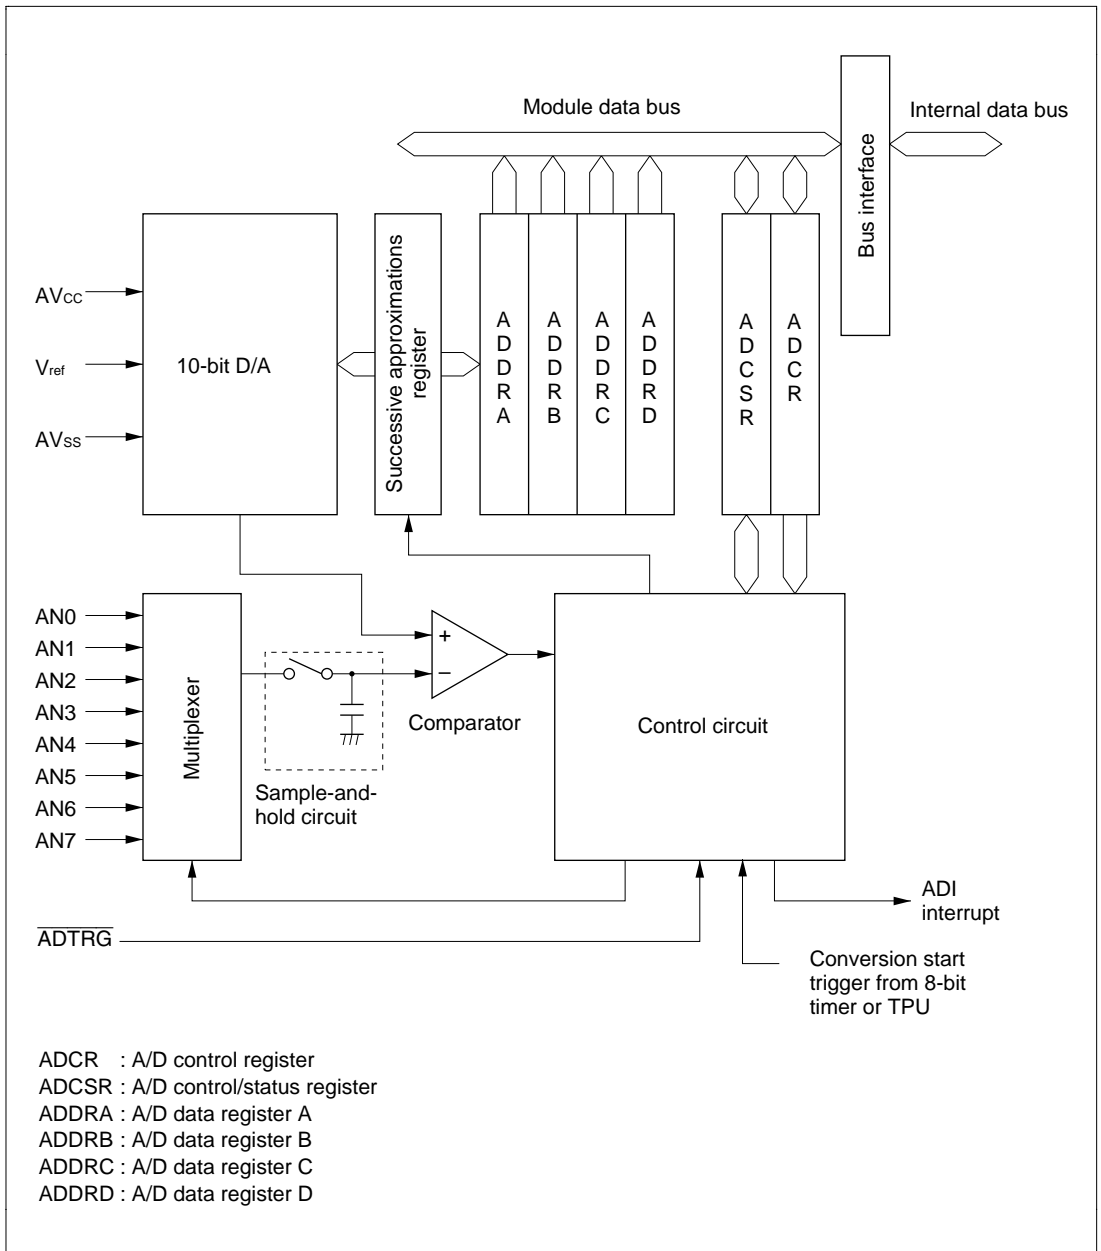 Module data bus
Internal data bus
Bus interface
AVCC
Vref
AVSS
10-bit D/A
Successive approximations
register
ADDRA
ADDRB
ADDRC
ADDRD
ADCSR
ADCR
AN0
AN1
AN2
AN3
AN4
AN5
AN6
AN7
Multiplexer
+
−
Comparator
Sample-and-
hold circuit
Control circuit
ADTRG
ADI
interrupt
Conversion start
trigger from 8-bit
timer or TPU
ADCR : A/D control register
ADCSR : A/D control/status register
ADDRA : A/D data register A
ADDRB : A/D data register B
ADDRC : A/D data register C
ADDRD : A/D data register D